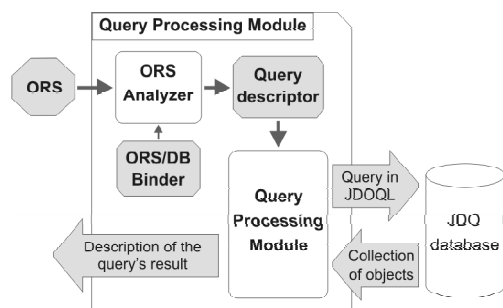 Query Processing Module
ORS
ORS
Analyzer
Query
descriptor
ORS/DB
Binder
Query
Processing
Module
Query in
JDOQL
JDO
database
Description of the
query's result
Collection
of objects